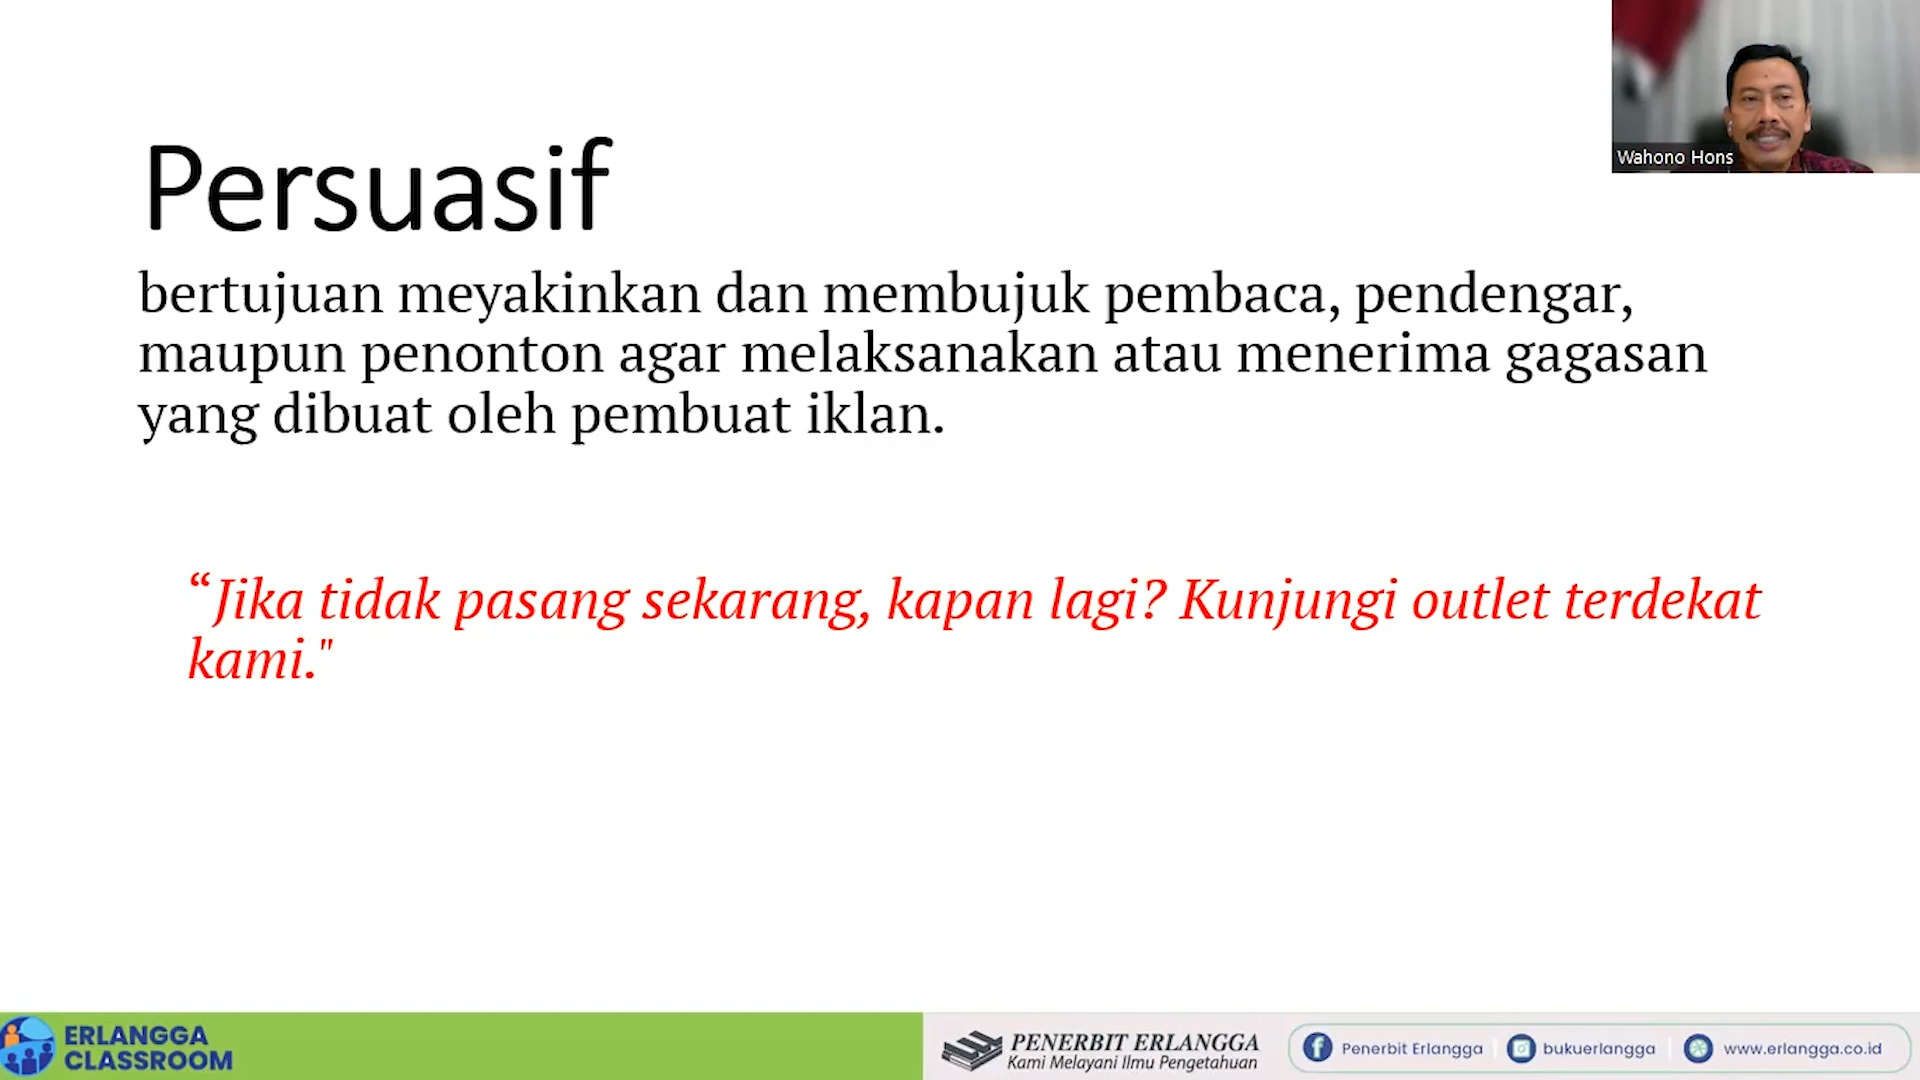 Wahono Hons
Persuasif
bertujuan meyakinkan dan membujuk pembaca, pendengar,
maupun penonton agar melaksanakan atau menerima gagasan
yang dibuat oleh pembuat iklan.
“Jika tidak pasang sekarang, kapan lagi? Kunjungi outlet terdekat
kami."
ERLANGGA
CLASSROOM
PENERBIT ERLANGGA
Kami Melayani Ilmu Pengetahuan
Penerbit Erlangga
bukuerlangga
www.erlangga.co.id